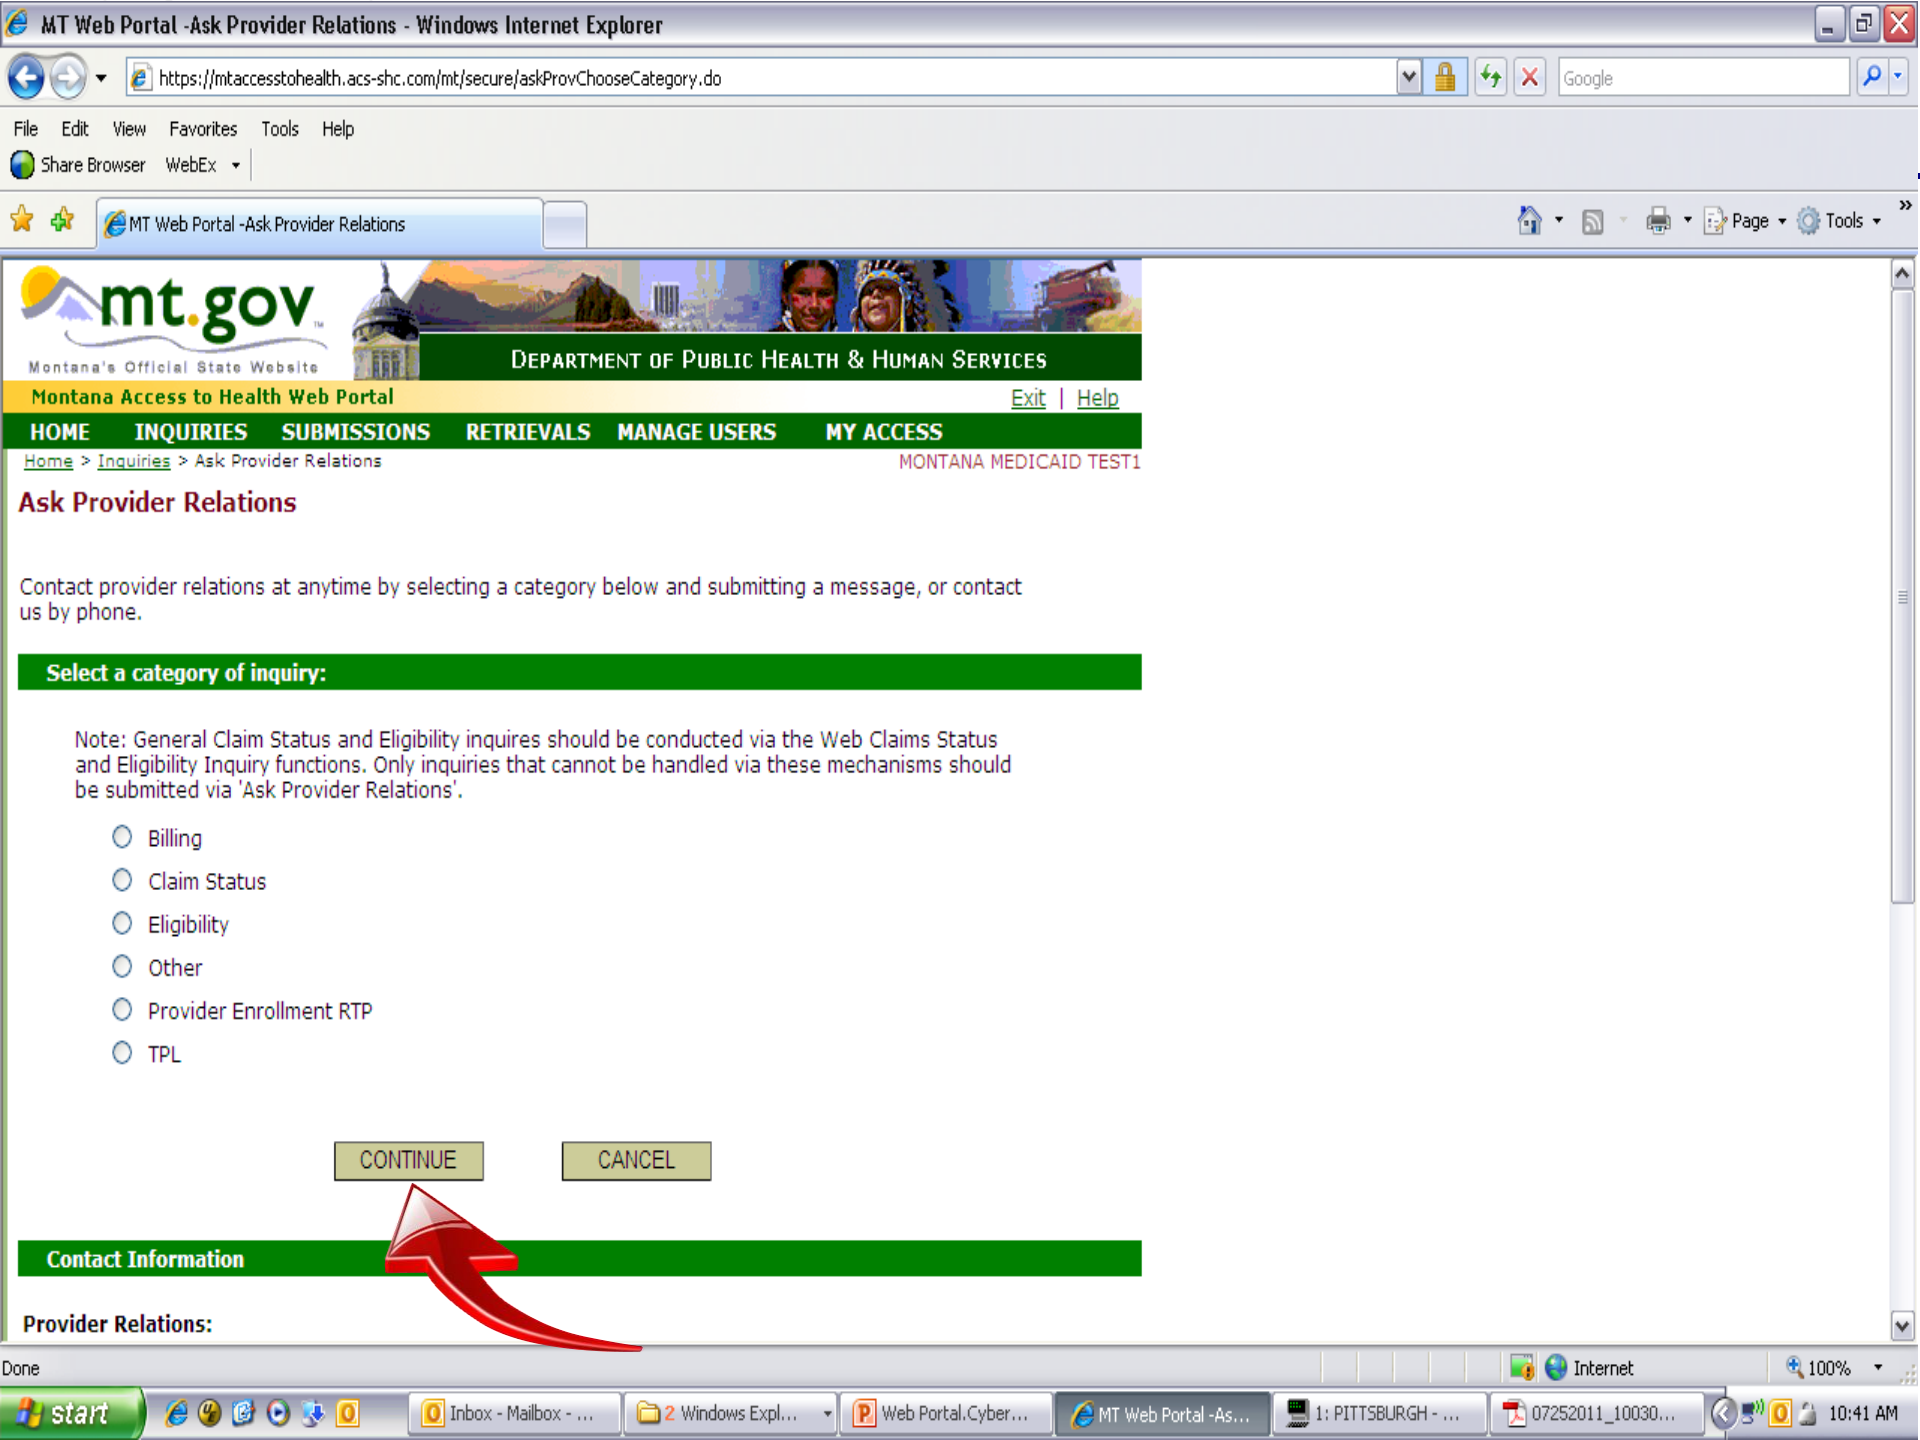 MT Web Portal -Ask Provider Relations - Windows Internet Explorer
https://mtaccesstohealth.acs-shc.com/mt/secure/askProvChooseCategory.do
Google
File Edit View Favorites Tools Help
Share Browser WebEx
MT Web Portal -Ask Provider Relations
Page Tools
mt.gov
Montana's Official State Website
DEPARTMENT OF PUBLIC HEALTH & HUMAN SERVICES
Montana Access to Health Web Portal
Exit | Help
HOME INQUIRIES SUBMISSIONS RETRIEVALS MANAGE USERS MY ACCESS
Home > Inquiries > Ask Provider Relations
MONTANA MEDICAID TEST1
Ask Provider Relations
Contact provider relations at anytime by selecting a category below and submitting a message, or contact
us by phone.
Select a category of inquiry:
Note: General Claim Status and Eligibility inquires should be conducted via the Web Claims Status
and Eligibility Inquiry functions. Only inquiries that cannot be handled via these mechanisms should
be submitted via 'Ask Provider Relations'.
Billing
Claim Status
Eligibility
Other
Provider Enrollment RTP
TPL
CONTINUE
CANCEL
Contact Information
Provider Relations:
Done
Internet
100%
start
Inbox - Mailbox - ...
2 Windows Expl...
Web Portal.Cyber...
MT Web Portal -As...
1: PITTSBURGH - ...
07252011_10030...
10:41 AM